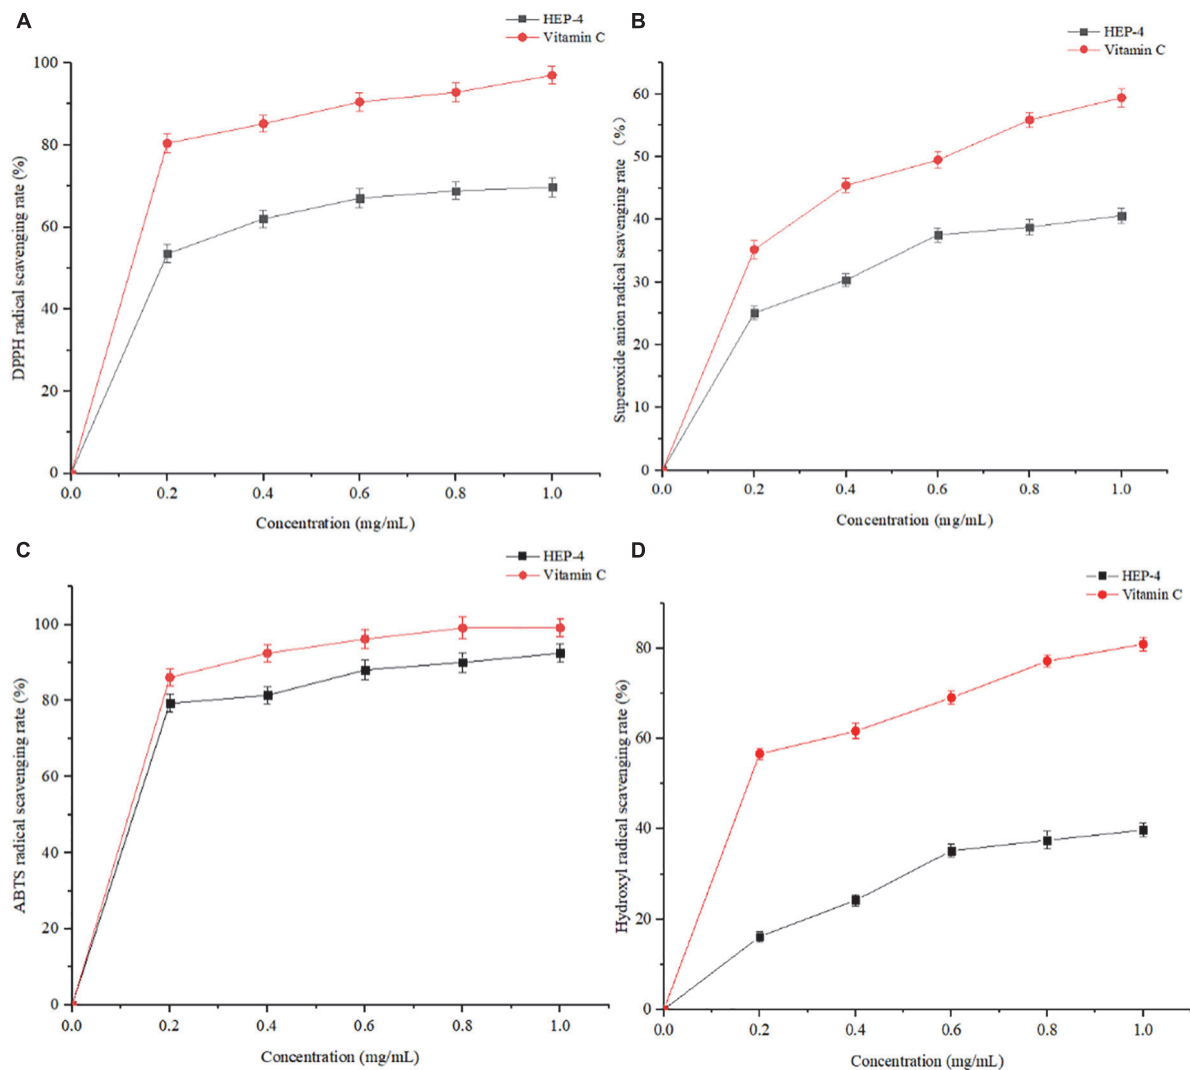 A
HEP-4
Vitamin C
100
80
60
40
20
0
0.0 0.2 0.4 0.6 0.8 1.0
DPPH radical scavenging rate (%)
Concentration (mg/mL)
B
HEP-4
Vitamin C
60
50
40
30
20
10
0
0.0 0.2 0.4 0.6 0.8 1.0
Superoxide anion radical scavenging rate （%）
Concentration (mg/mL)
C
HEP-4
Vitamin C
100
80
60
40
20
0
0.0 0.2 0.4 0.6 0.8 1.0
ABTS radical scavenging rate (%)
Concentration (mg/mL)
D
HEP-4
Vitamin C
80
60
40
20
0
0.0 0.2 0.4 0.6 0.8 1.0
Hydroxyl radical scavenging rate (%)
Concentration (mg/mL)